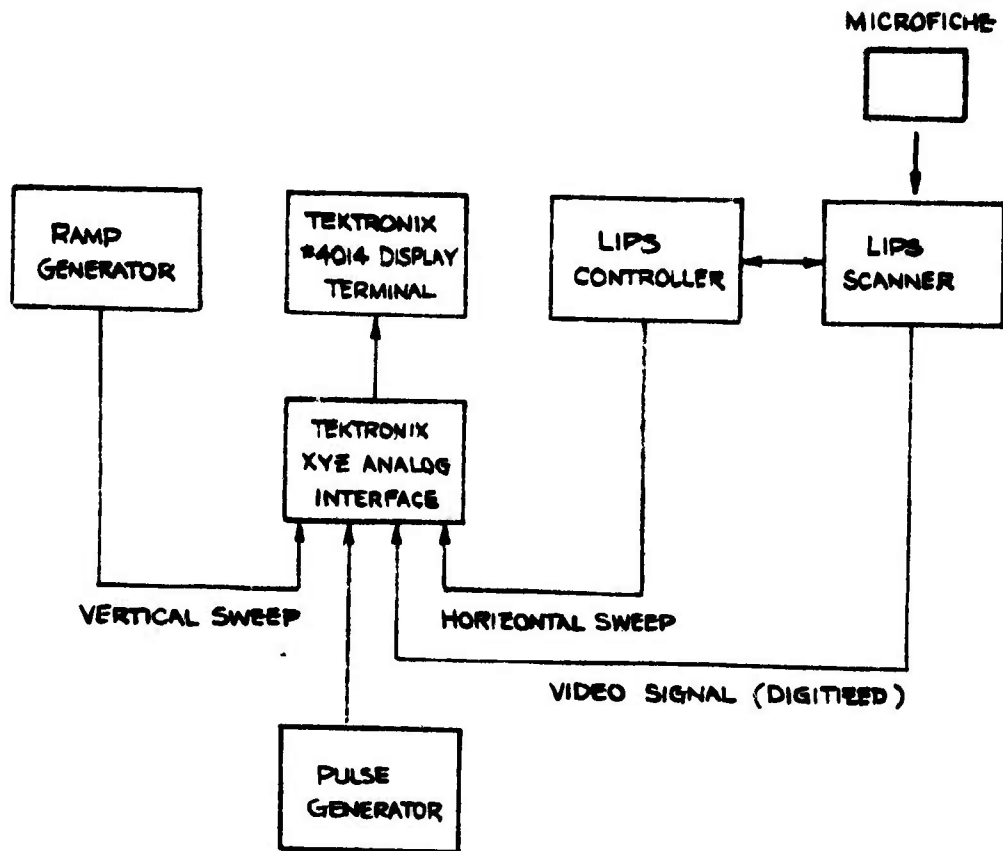 MICROFICHE
RAMP
GENERATOR
TEKTRONIX
#4014 DISPLAY
TERMINAL
LIPS
CONTROLLER
LIPS
SCANNER
TEKTRONIX
XYZ ANALOG
INTERFACE
VERTICAL SWEEP
HORIZONTAL SWEEP
VIDEO SIGNAL (DIGITIZED)
PULSE
GENERATOR